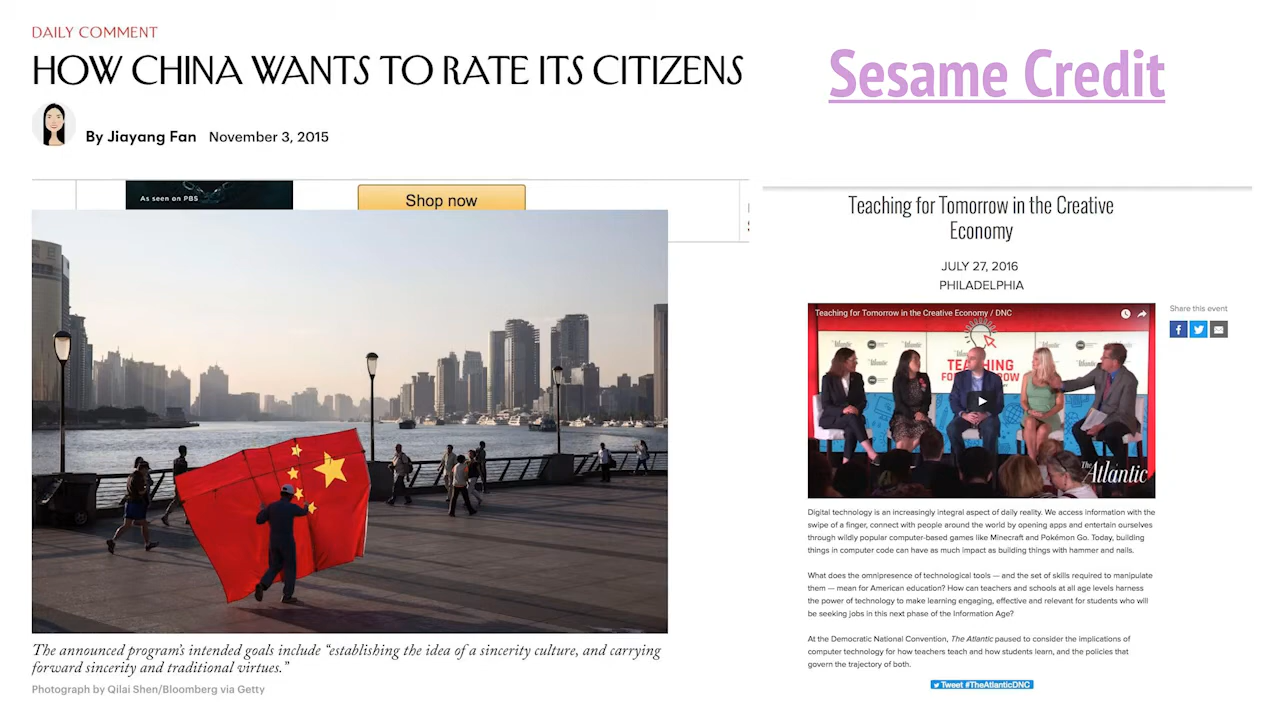 DAILY COMMENT
HOW CHINA WANTS TO RATE ITS CITIZENS
By Jiayang Fan November 3, 2015
As seen on PBS
Shop now
The announced program's intended goals include “establishing the idea of a sincerity culture, and carrying
forward sincerity and traditional virtues.”
Photograph by Qilai Shen/Bloomberg via Getty
Sesame Credit
Teaching for Tomorrow in the Creative
Economy
JULY 27, 2016
PHILADELPHIA
Share this event
Teaching for Tomorrow in the Creative Economy / DNC
The Atlantic
Digital technology is an increasingly integral aspect of daily reality. We access information with the
swipe of a finger, connect with people around the world by opening apps and entertain ourselves
through wildly popular computer-based games like Minecraft and Pokémon Go. Today, building
things in computer code can have as much impact as building things with hammer and nails.
What does the omnipresence of technological tools — and the set of skills required to manipulate
them — mean for American education? How can teachers and schools at all age levels harness
the power of technology to make learning engaging, effective and relevant for students who will
be seeking jobs in this next phase of the Information Age?
At the Democratic National Convention, The Atlantic paused to consider the implications of
computer technology for how teachers teach and how students learn, and the policies that
govern the trajectory of both.
Tweet #TheAtlanticDNC